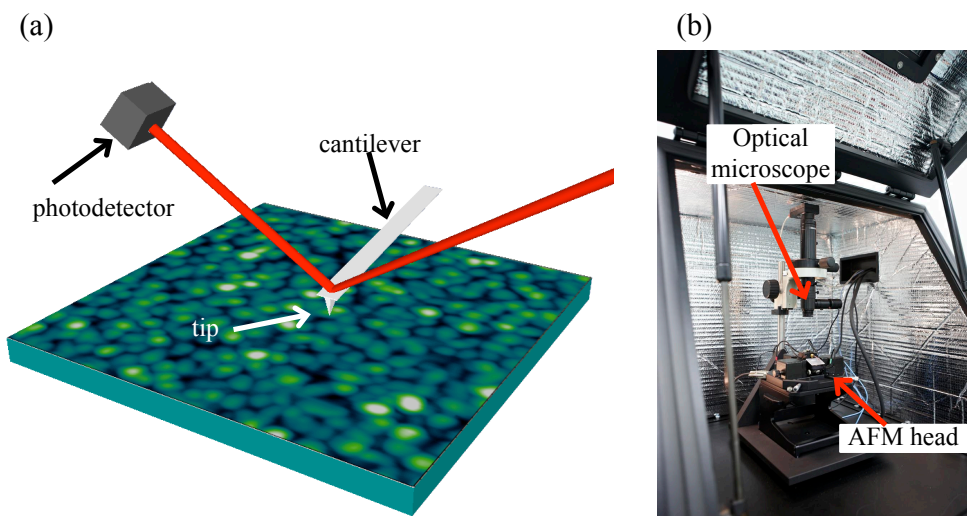 (a)
(b)
cantilever
photodetector
tip
Optical
microscope
AFM head